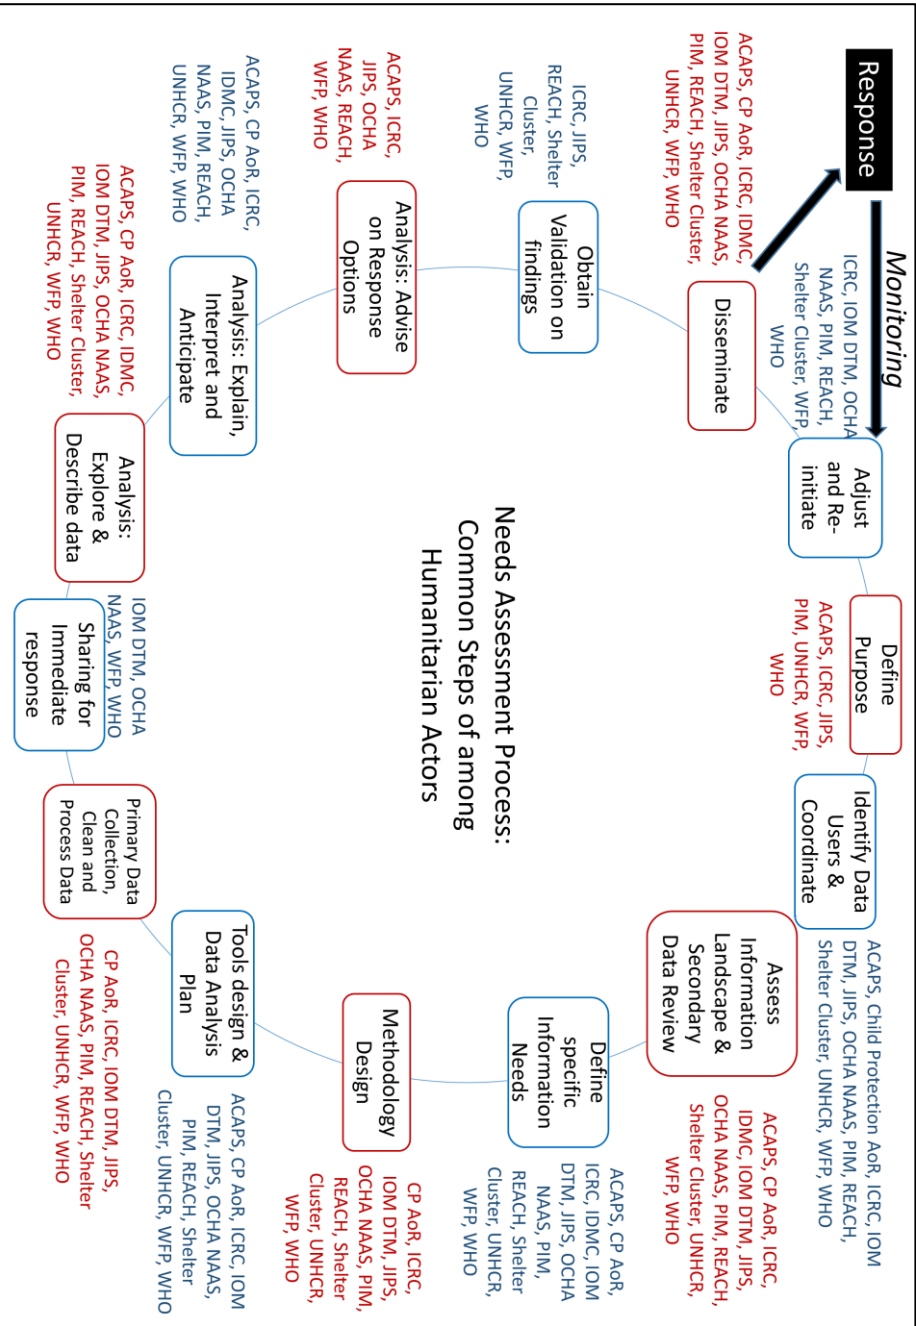 Response
Monitoring
Needs Assessment Process:
Common Steps of among
Humanitarian Actors
Define
Purpose
ACAPS, ICRC, JIPS,
PIM, UNHCR, WFP,
WHO
Identify Data
Users &
Coordinate
ACAPS, Child Protection AoR, ICRC, IOM
DTM, JIPS, OCHA NAAS, PIM, REACH,
Shelter Cluster, UNHCR, WFP, WHO
Assess
Information
Landscape &
Secondary
Data Review
ACAPS, CP AoR, ICRC,
IDMC, IOM DTM, JIPS,
OCHA NAAS, PIM, REACH,
Shelter Cluster, UNHCR,
WFP, WHO
Define
specific
Information
Needs
ACAPS, CP AoR,
ICRC, IDMC, IOM
DTM, JIPS, OCHA
NAAS, PIM,
REACH, Shelter
Cluster, UNHCR,
WFP, WHO
Methodology
Design
CP AoR, ICRC,
IOM DTM, JIPS,
OCHA NAAS, PIM,
REACH, Shelter
Cluster, UNHCR,
WFP, WHO
Tools design &
Data Analysis
Plan
ACAPS, CP AoR, ICRC, IOM
DTM, JIPS, OCHA NAAS,
PIM, REACH, Shelter
Cluster, UNHCR, WFP, WHO
Primary Data
Collection,
Clean and
Process Data
CP AoR, ICRC, IOM DTM, JIPS,
OCHA NAAS, PIM, REACH, Shelter
Cluster, UNHCR, WFP, WHO
IOM DTM, OCHA
NAAS, WFP, WHO
Sharing for
Immediate
response
Analysis:
Explore &
Describe data
ACAPS, CP AoR, ICRC, IDMC,
IOM DTM, JIPS, OCHA NAAS,
PIM, REACH, Shelter Cluster,
UNHCR, WFP, WHO
Analysis: Explain,
Interpret and
Anticipate
ACAPS, CP AoR, ICRC,
IDMC, JIPS, OCHA
NAAS, PIM, REACH,
UNHCR, WFP, WHO
Analysis: Advise
on Response
Options
ACAPS, ICRC,
JIPS, OCHA
NAAS, REACH,
WFP, WHO
Obtain
Validation on
findings
ICRC, JIPS,
REACH, Shelter
Cluster,
UNHCR, WFP,
WHO
Disseminate
ACAPS, CP AoR, ICRC, IDMC,
IOM DTM, JIPS, OCHA NAAS,
PIM, REACH, Shelter Cluster,
UNHCR, WFP, WHO
Adjust
and Re-
initiate
ICRC, IOM DTM, OCHA
NAAS, PIM, REACH,
Shelter Cluster, WFP,
WHO